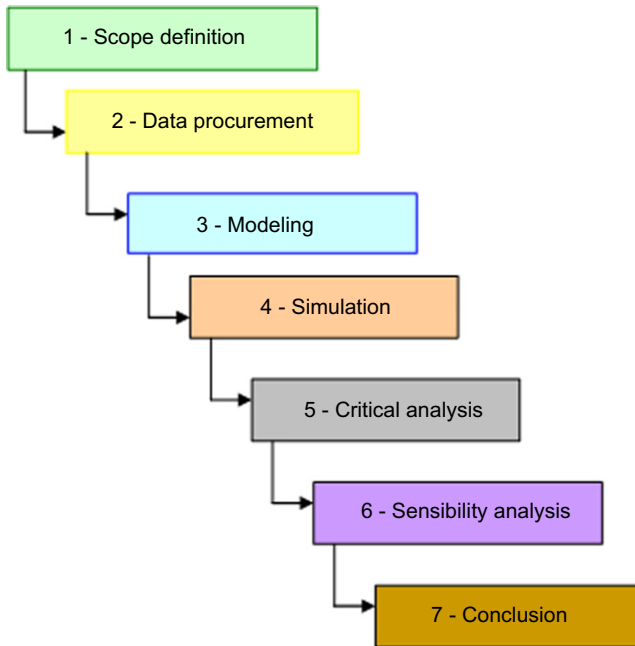 1 - Scope definition
2 - Data procurement
3 - Modeling
4 - Simulation
5 - Critical analysis
6 - Sensibility analysis
7 - Conclusion